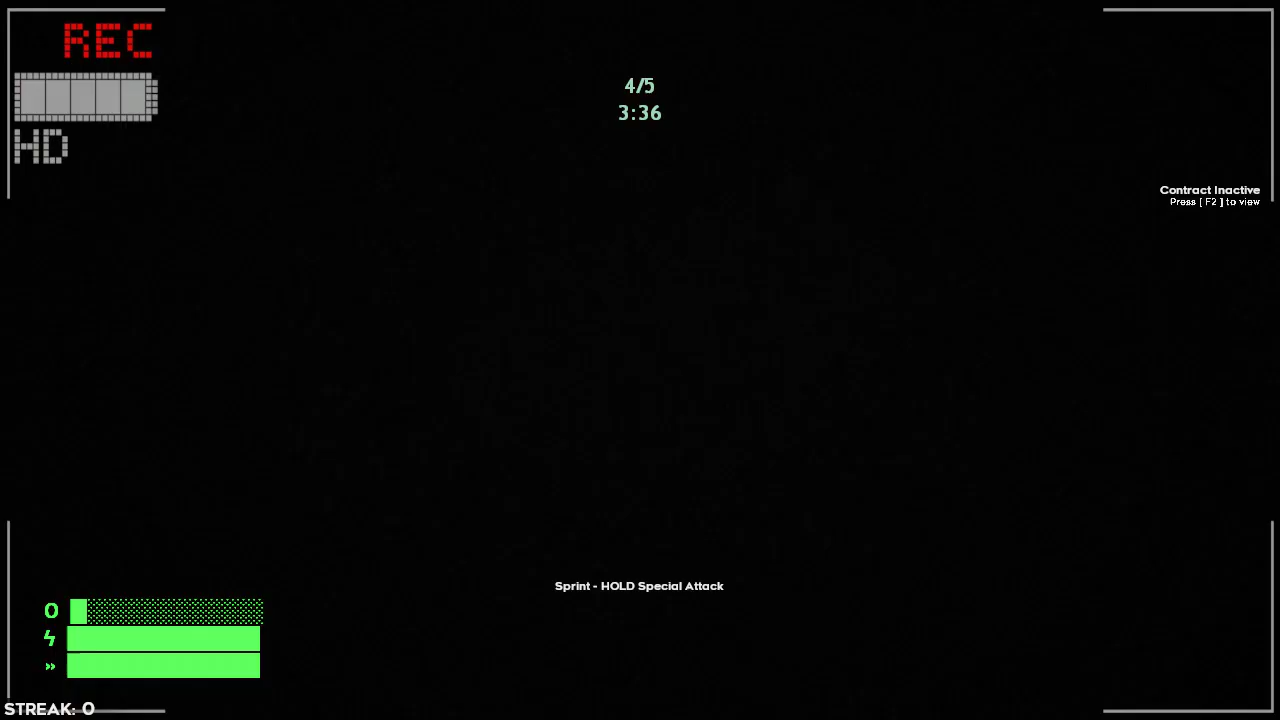 REC
HD
4/5
3:36
Contract Inactive
Press [ F2 ] to view
Sprint - HOLD Special Attack
0
STREAK: 0